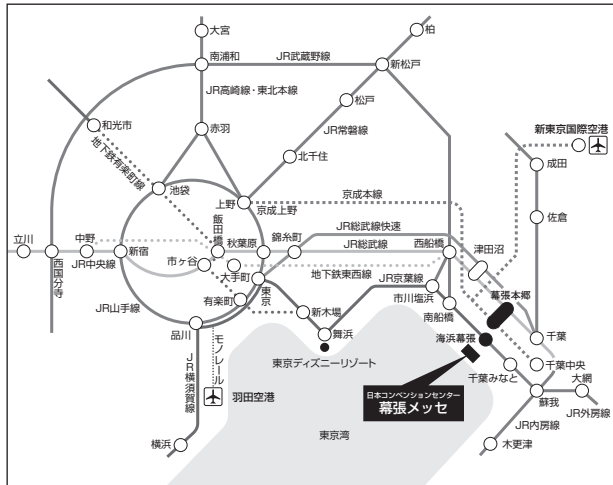 大宮
柏
南浦和
JR武蔵野線
新松戸
JR高崎線・東北本線
松戸
和光市
赤羽
JR常磐線
地下鉄有楽町線
北千住
新東京国際空港
成田
池袋
上野
京成上野
京成本線
佐倉
飯田橋
錦糸町
JR総武線快速
立川
中野
新宿
秋葉原
JR総武線
西船橋
津田沼
西国分寺
JR中央線
市ヶ谷
大手町
東京
地下鉄東西線
JR京葉線
市川塩浜
幕張本郷
JR山手線
有楽町
新木場
南船橋
千葉
品川
舞浜
海浜幕張
モノレール
東京ディズニーリゾート
千葉中央
JR横須賀線
千葉みなと
羽田空港
日本コンベンションセンター
幕張メッセ
蘇我
大網
JR外房線
JR内房線
横浜
東京湾
木更津